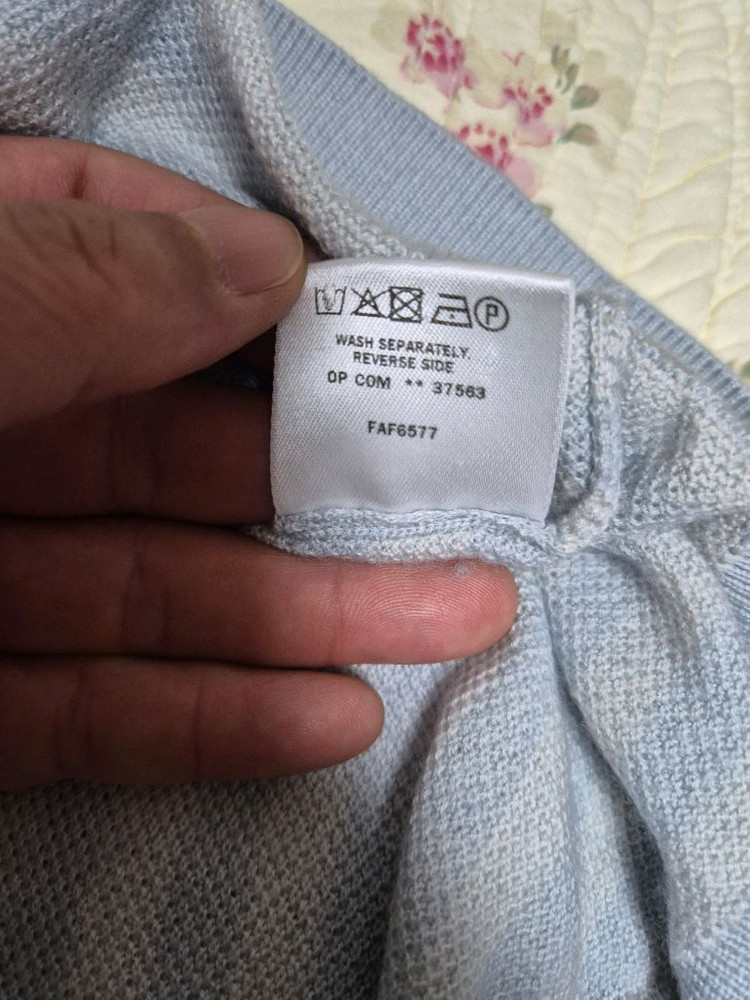 P
WASH SEPARATELY.
REVERSE SIDE
OP COM ** 37563
FAF6577